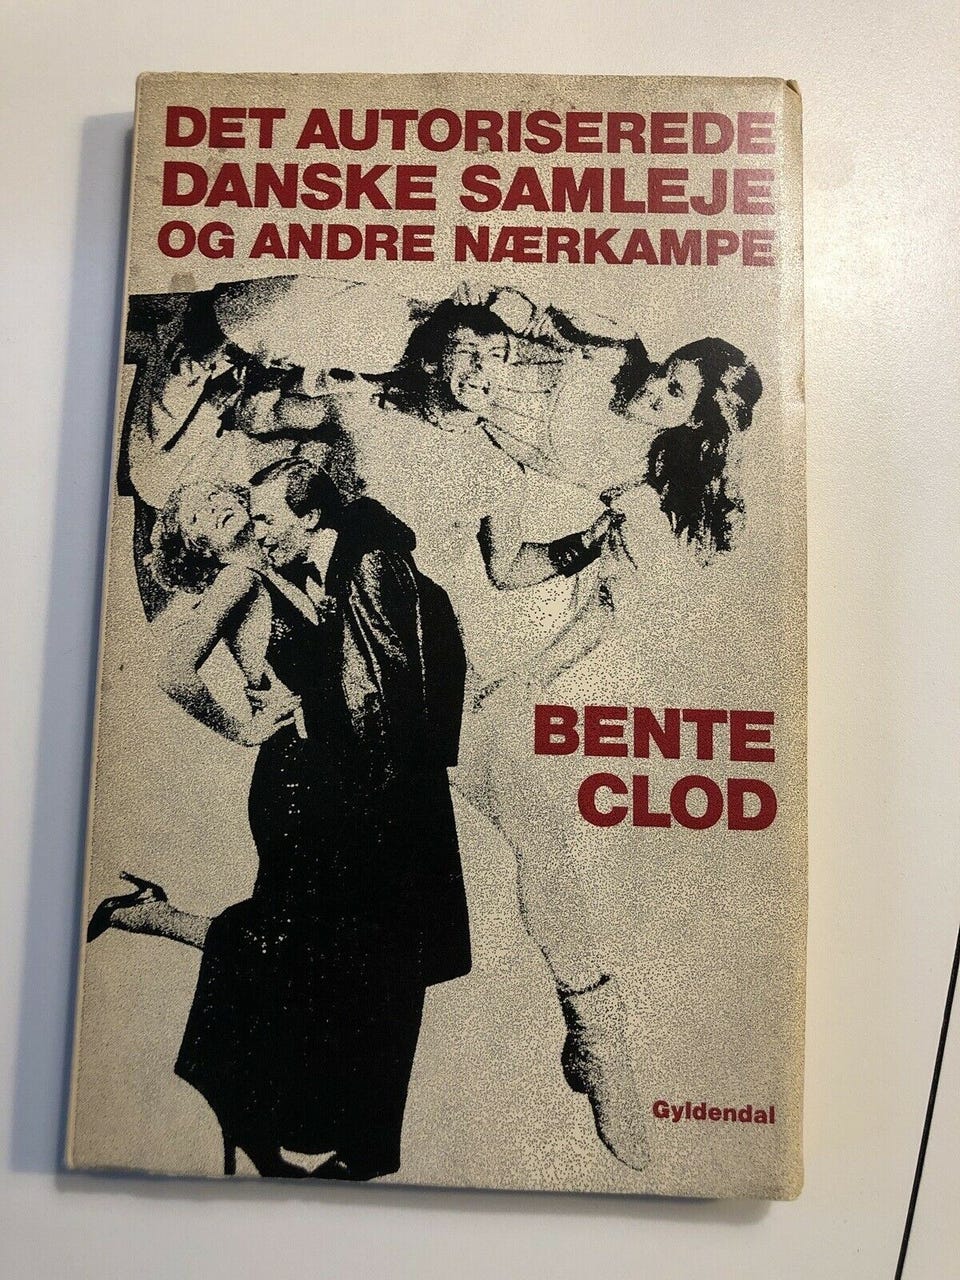 DET AUTORISEREDE
DANSKE SAMLEJE
OG ANDRE NÆRKAMPE
BENTE
CLOD
Gyldendal